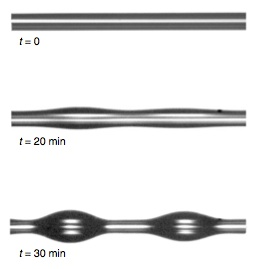 t = 0
t = 20 min
t = 30 min